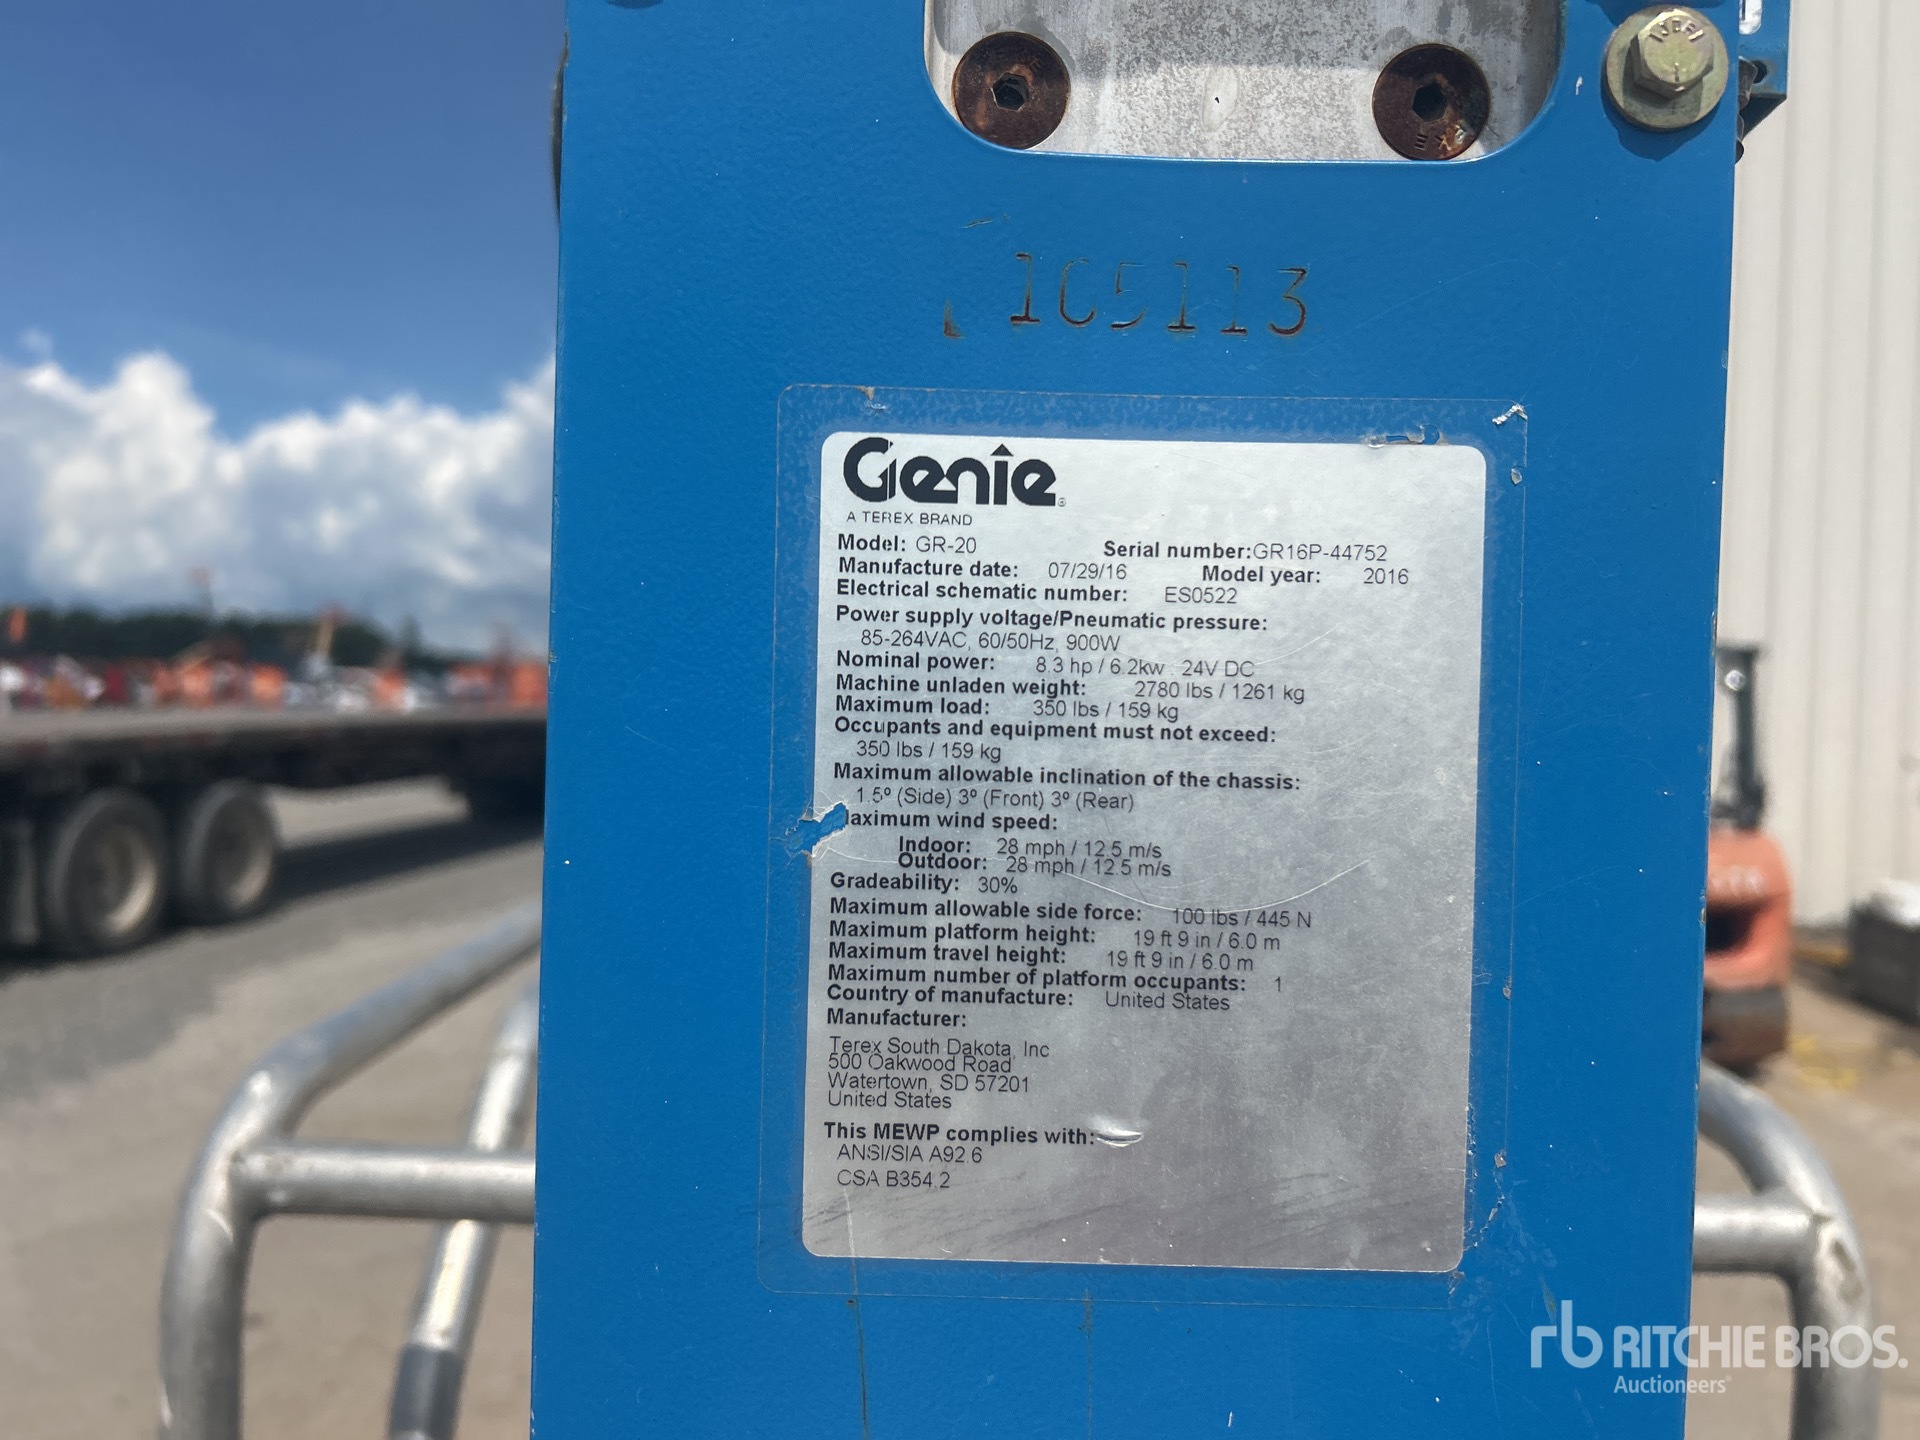 105113
Genie
A TEREX BRAND
Model: GR-20 Serial number:GR16P-44752
Manufacture date: 07/29/16 Model year: 2016
Electrical schematic number: ES0522
Power supply voltage/Pneumatic pressure:
85-264VAC, 60/50Hz, 900W
Nominal power: 8.3 hp / 6.2kw . 24V DC
Machine unladen weight: 2780 lbs / 1261 kg
Maximum load: 350 lbs / 159 kg
Occupants and equipment must not exceed:
350 lbs / 159 kg
Maximum allowable inclination of the chassis:
1.5º (Side) 3º (Front) 3º (Rear)
aximum wind speed:
Indoor: 28 mph / 12.5 m/s
Outdoor: 28 mph / 12.5 m/s
Gradeability: 30%
Maximum allowable side force: 100 lbs / 445 N
Maximum platform height: 19 ft 9 in / 6.0 m
Maximum travel height: 19 ft 9 in / 6.0 m
Maximum number of platform occupants: 1
Country of manufacture: United States
Manufacturer:
Terex South Dakota, Inc
500 Oakwood Road
Watertown, SD 57201
United States
This MEWP complies with:
ANSI/SIA A92.6
CSA B354.2
rb RITCHIE BROS.
Auctioneers